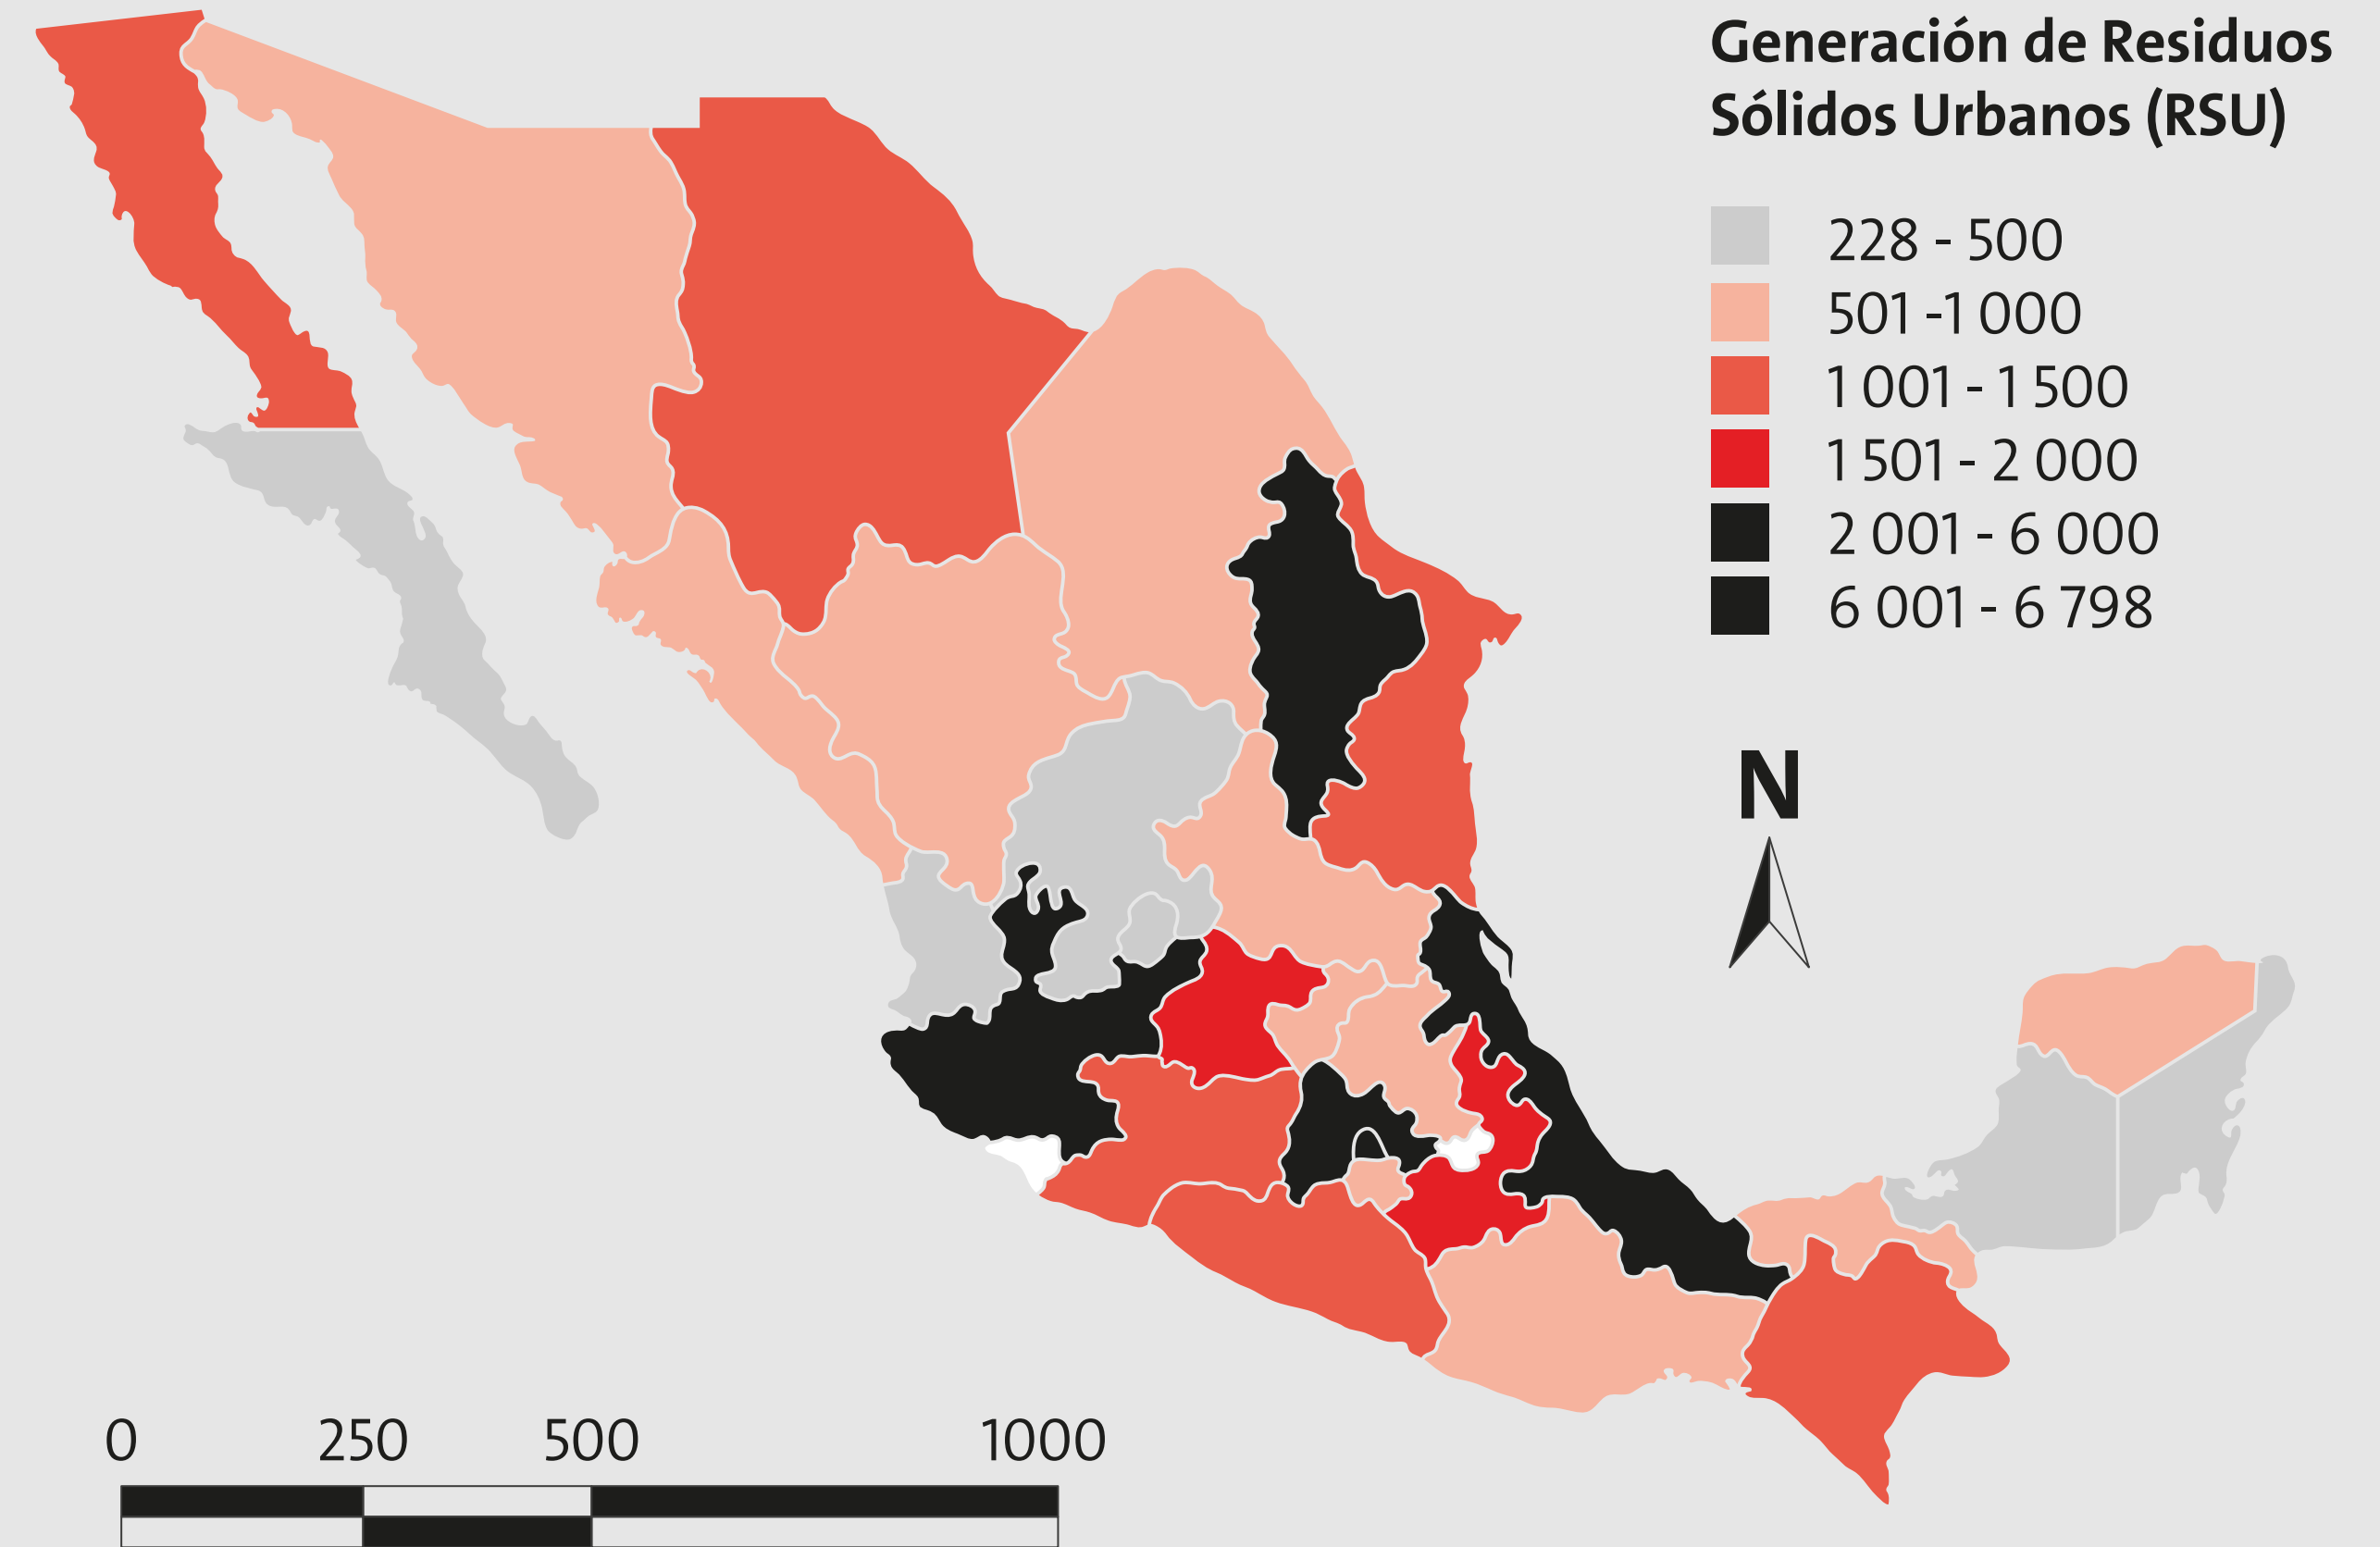 Generación de Residuos
Sólidos Urbanos (RSU)
228 - 500
501 -1 000
1 001 - 1 500
1 501 - 2 000
2 001 - 6 000
6 001 - 6 798
N
0 250 500 1000